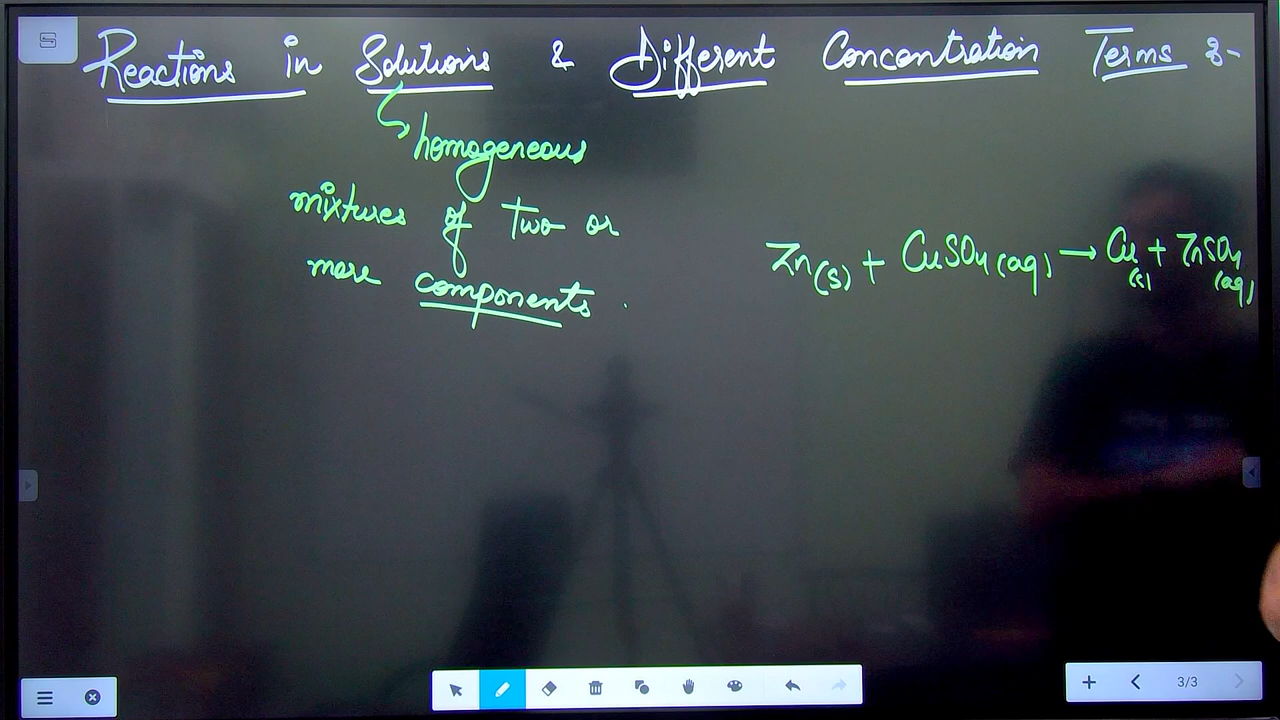 Reactions in Solutions & Different Concentration Terms :-
homogeneous
mixtures of two or
more components.
Zn(s) + CuSO4(aq) → Cu(s) + ZnSO4(aq)
3/3